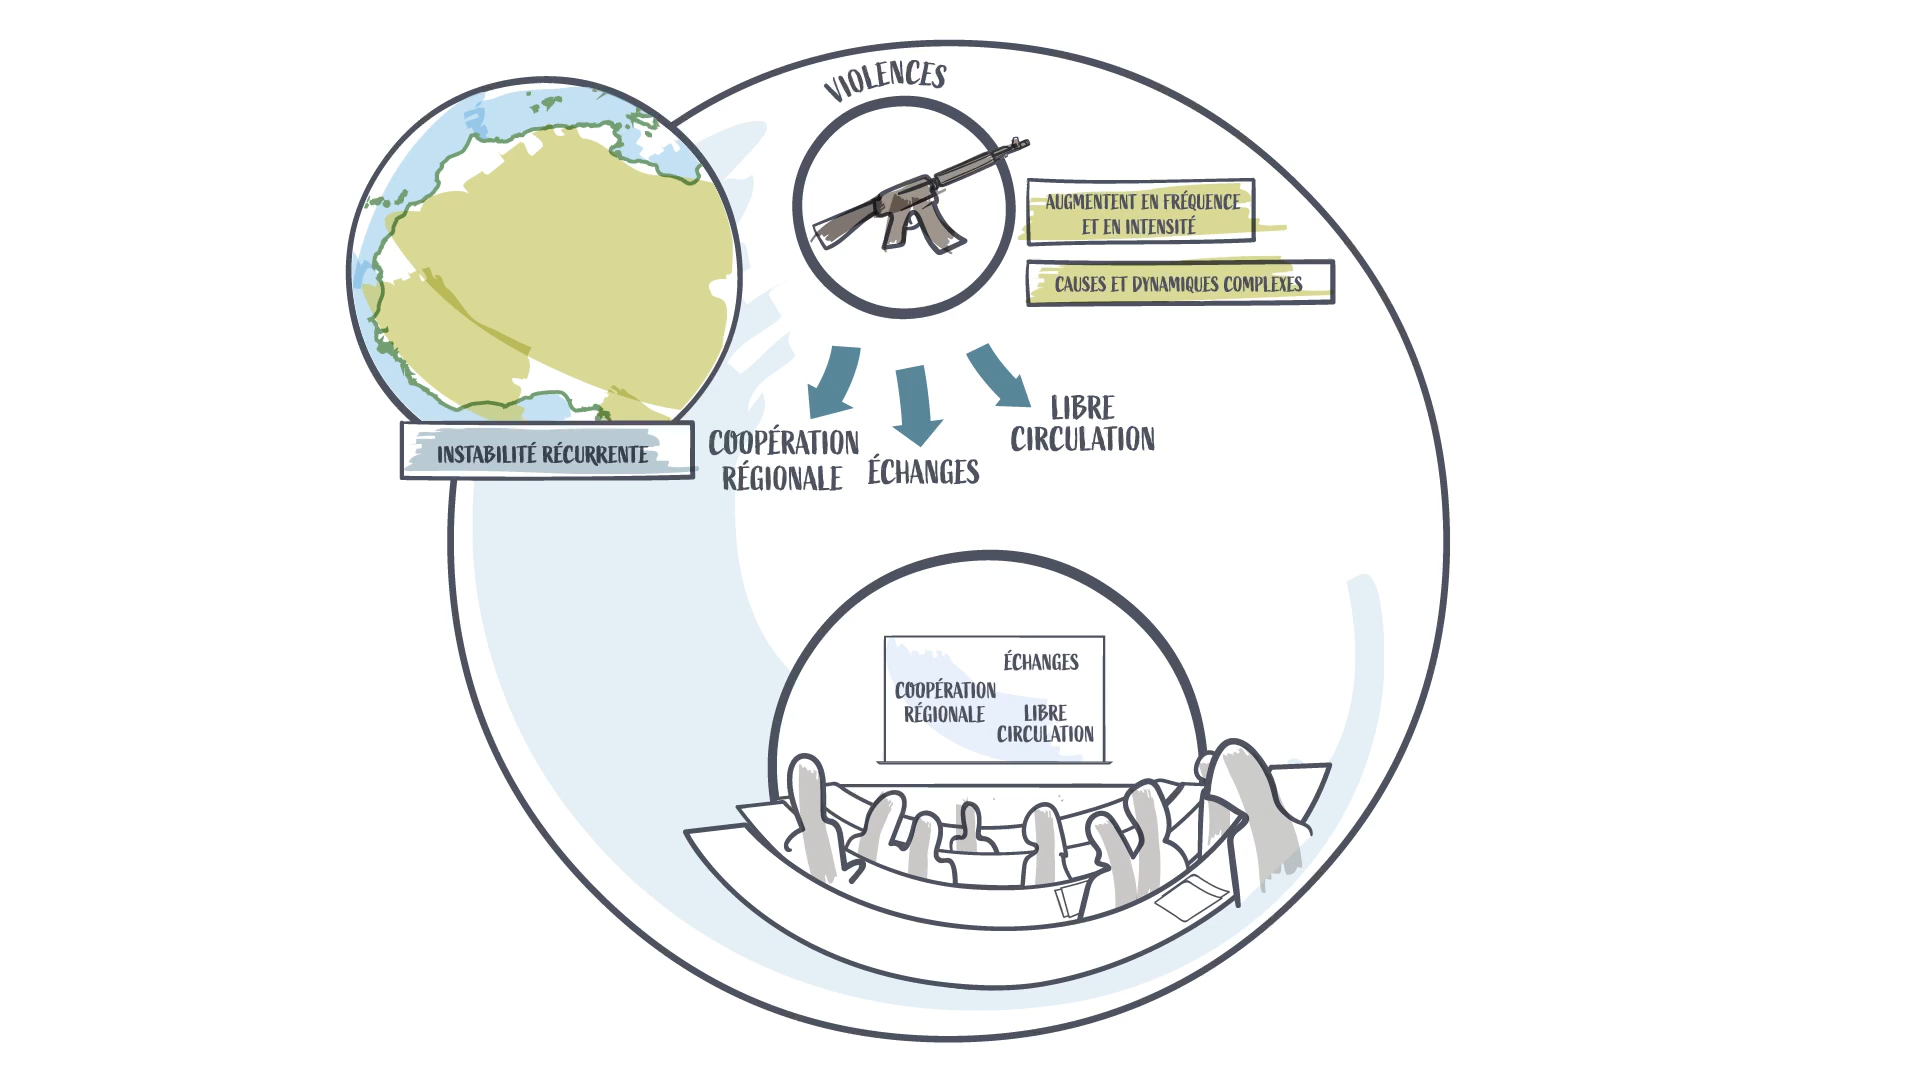 VIOLENCES
AUGMENTENT EN FRÉQUENCE
ET EN INTENSITÉ
CAUSES ET DYNAMIQUES COMPLEXES
INSTABILITÉ RÉCURRENTE
COOPÉRATION
RÉGIONALE
ÉCHANGES
LIBRE
CIRCULATION
ÉCHANGES
COOPÉRATION
RÉGIONALE
LIBRE
CIRCULATION